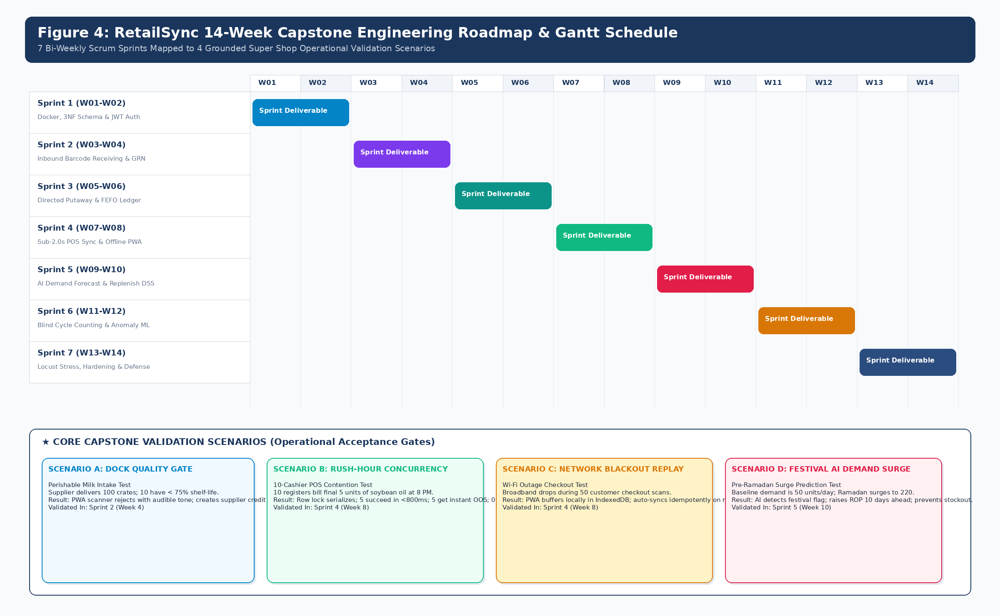 Figure 4: RetailSync 14-Week Capstone Engineering Roadmap & Gantt Schedule
7 Bi-Weekly Scrum Sprints Mapped to 4 Grounded Super Shop Operational Validation Scenarios
W01 W02 W03 W04 W05 W06 W07 W08 W09 W10 W11 W12 W13 W14
Sprint 1 (W01-W02)
Docker, 3NF Schema & JWT Auth
Sprint Deliverable
Sprint 2 (W03-W04)
Inbound Barcode Receiving & GRN
Sprint Deliverable
Sprint 3 (W05-W06)
Directed Putaway & FEFO Ledger
Sprint Deliverable
Sprint 4 (W07-W08)
Sub-2.0s POS Sync & Offline PWA
Sprint Deliverable
Sprint 5 (W09-W10)
AI Demand Forecast & Replenish DSS
Sprint Deliverable
Sprint 6 (W11-W12)
Blind Cycle Counting & Anomaly ML
Sprint Deliverable
Sprint 7 (W13-W14)
Locust Stress, Hardening & Defense
Sprint Deliverable
★ CORE CAPSTONE VALIDATION SCENARIOS (Operational Acceptance Gates)
SCENARIO A: DOCK QUALITY GATE
Perishable Milk Intake Test
Supplier delivers 100 crates; 10 have < 75% shelf-life.
Result: PWA scanner rejects with audible tone; creates supplier credit
Validated In: Sprint 2 (Week 4)
SCENARIO B: RUSH-HOUR CONCURRENCY
10-Cashier POS Contention Test
10 registers bill final 5 units of soybean oil at 8 PM.
Result: Row lock serializes; 5 succeed in <800ms; 5 get instant OOS; 0
Validated In: Sprint 4 (Week 8)
SCENARIO C: NETWORK BLACKOUT REPLAY
Wi-Fi Outage Checkout Test
Broadband drops during 50 customer checkout scans.
Result: PWA buffers locally in IndexedDB; auto-syncs idempotently on
Validated In: Sprint 4 (Week 8)
SCENARIO D: FESTIVAL AI DEMAND SURGE
Pre-Ramadan Surge Prediction Test
Baseline demand is 50 units/day; Ramadan surges to 220.
Result: AI detects festival flag; raises ROP 10 days ahead; prevents stockout.
Validated In: Sprint 5 (Week 10)